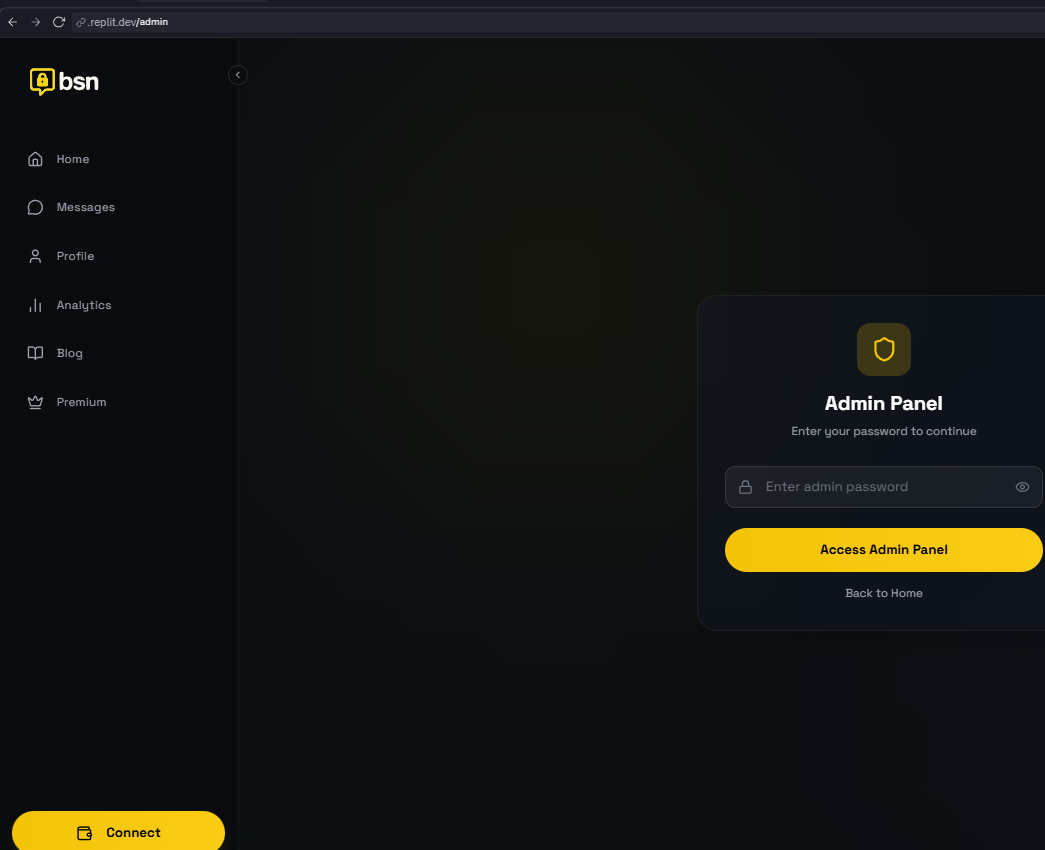 .replit.dev/admin
bsn
Home
Messages
Profile
Analytics
Blog
Premium
Connect
Admin Panel
Enter your password to continue
Enter admin password
Access Admin Panel
Back to Home